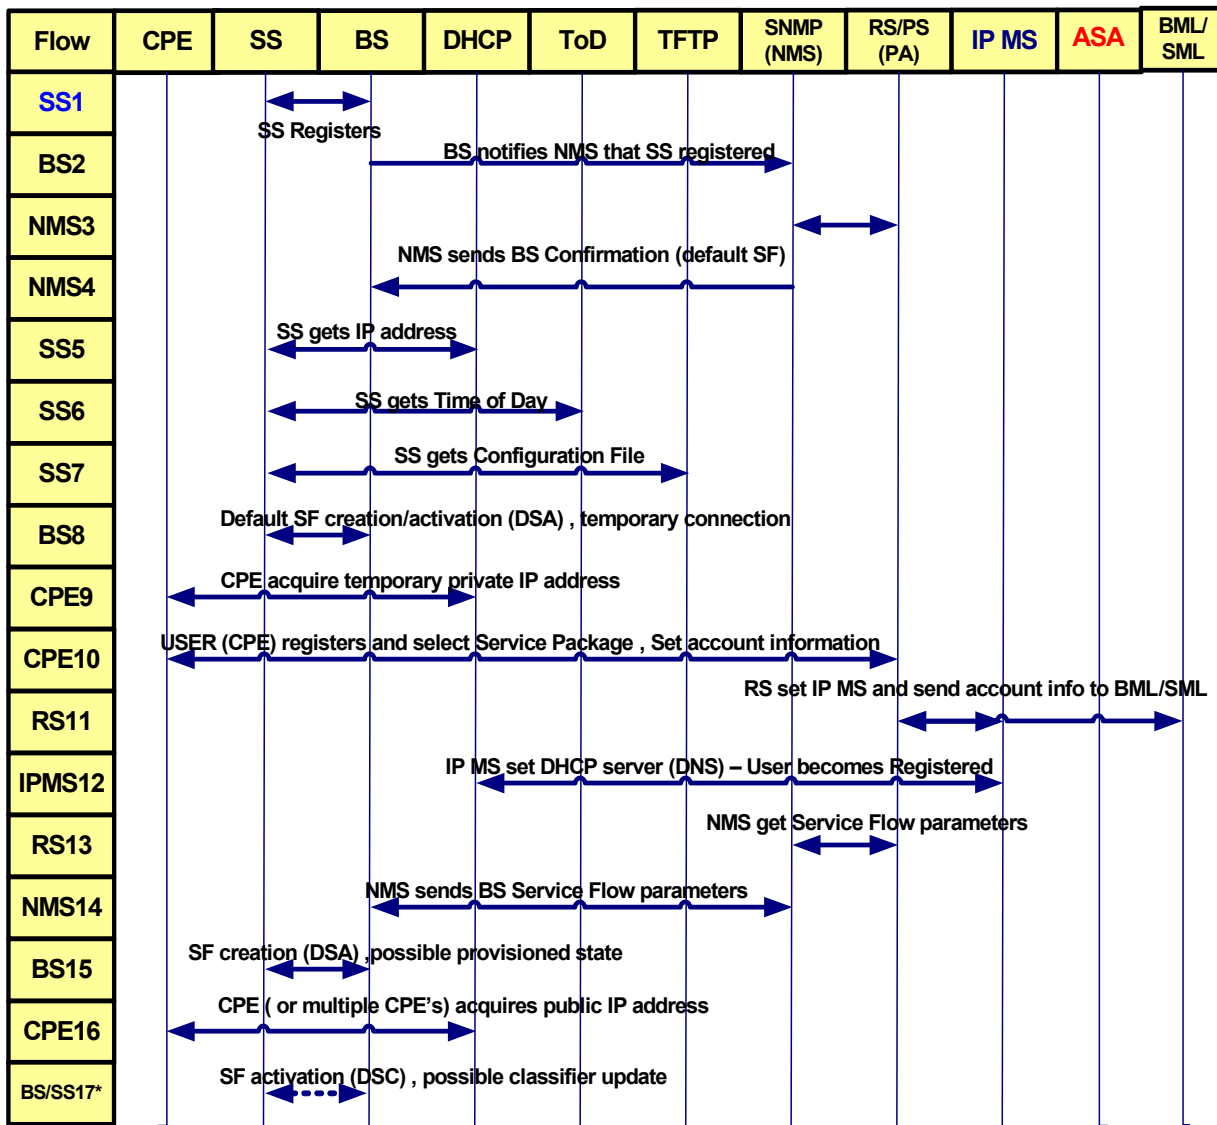 Flow CPE SS BS DHCP ToD TFTP SNMP (NMS) RS/PS (PA) IP MS ASA BML/ SML
SS1
SS Registers
BS2
BS notifies NMS that SS registered
NMS3
NMS sends BS Confirmation (default SF)
NMS4
SS gets IP address
SS5
SS gets Time of Day
SS6
SS gets Configuration File
SS7
Default SF creation/activation (DSA) , temporary connection
BS8
CPE acquire temporary private IP address
CPE9
USER (CPE) registers and select Service Package , Set account information
CPE10
RS set IP MS and send account info to BML/SML
RS11
IP MS set DHCP server (DNS) – User becomes Registered
IPMS12
NMS get Service Flow parameters
RS13
NMS sends BS Service Flow parameters
NMS14
SF creation (DSA) ,possible provisioned state
BS15
CPE ( or multiple CPE's) acquires public IP address
CPE16
SF activation (DSC) , possible classifier update
BS/SS17*